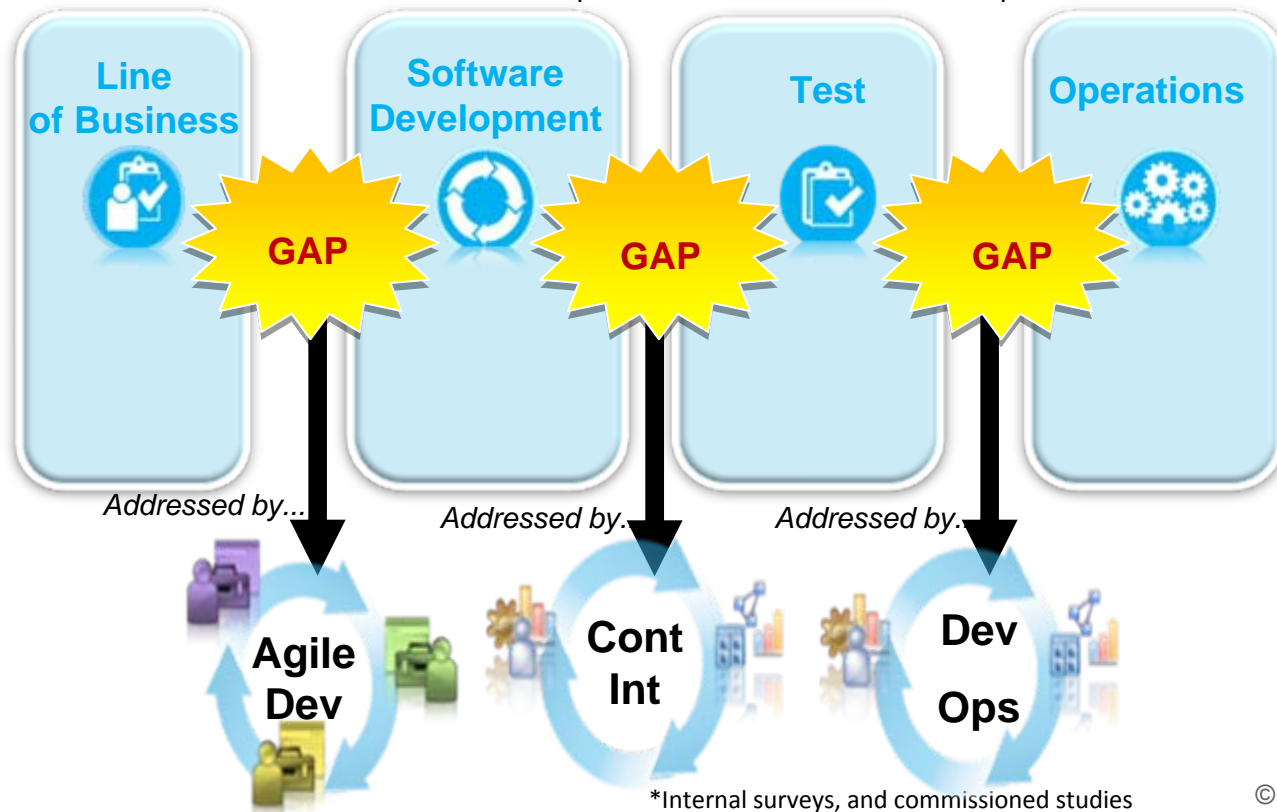 Line
of Business
Software
Development
Test
Operations
GAP
GAP
GAP
Addressed by...
Addressed by.
Addressed by..
Agile
Dev
Cont
Int
Dev
Ops
*Internal surveys, and commissioned studies
©